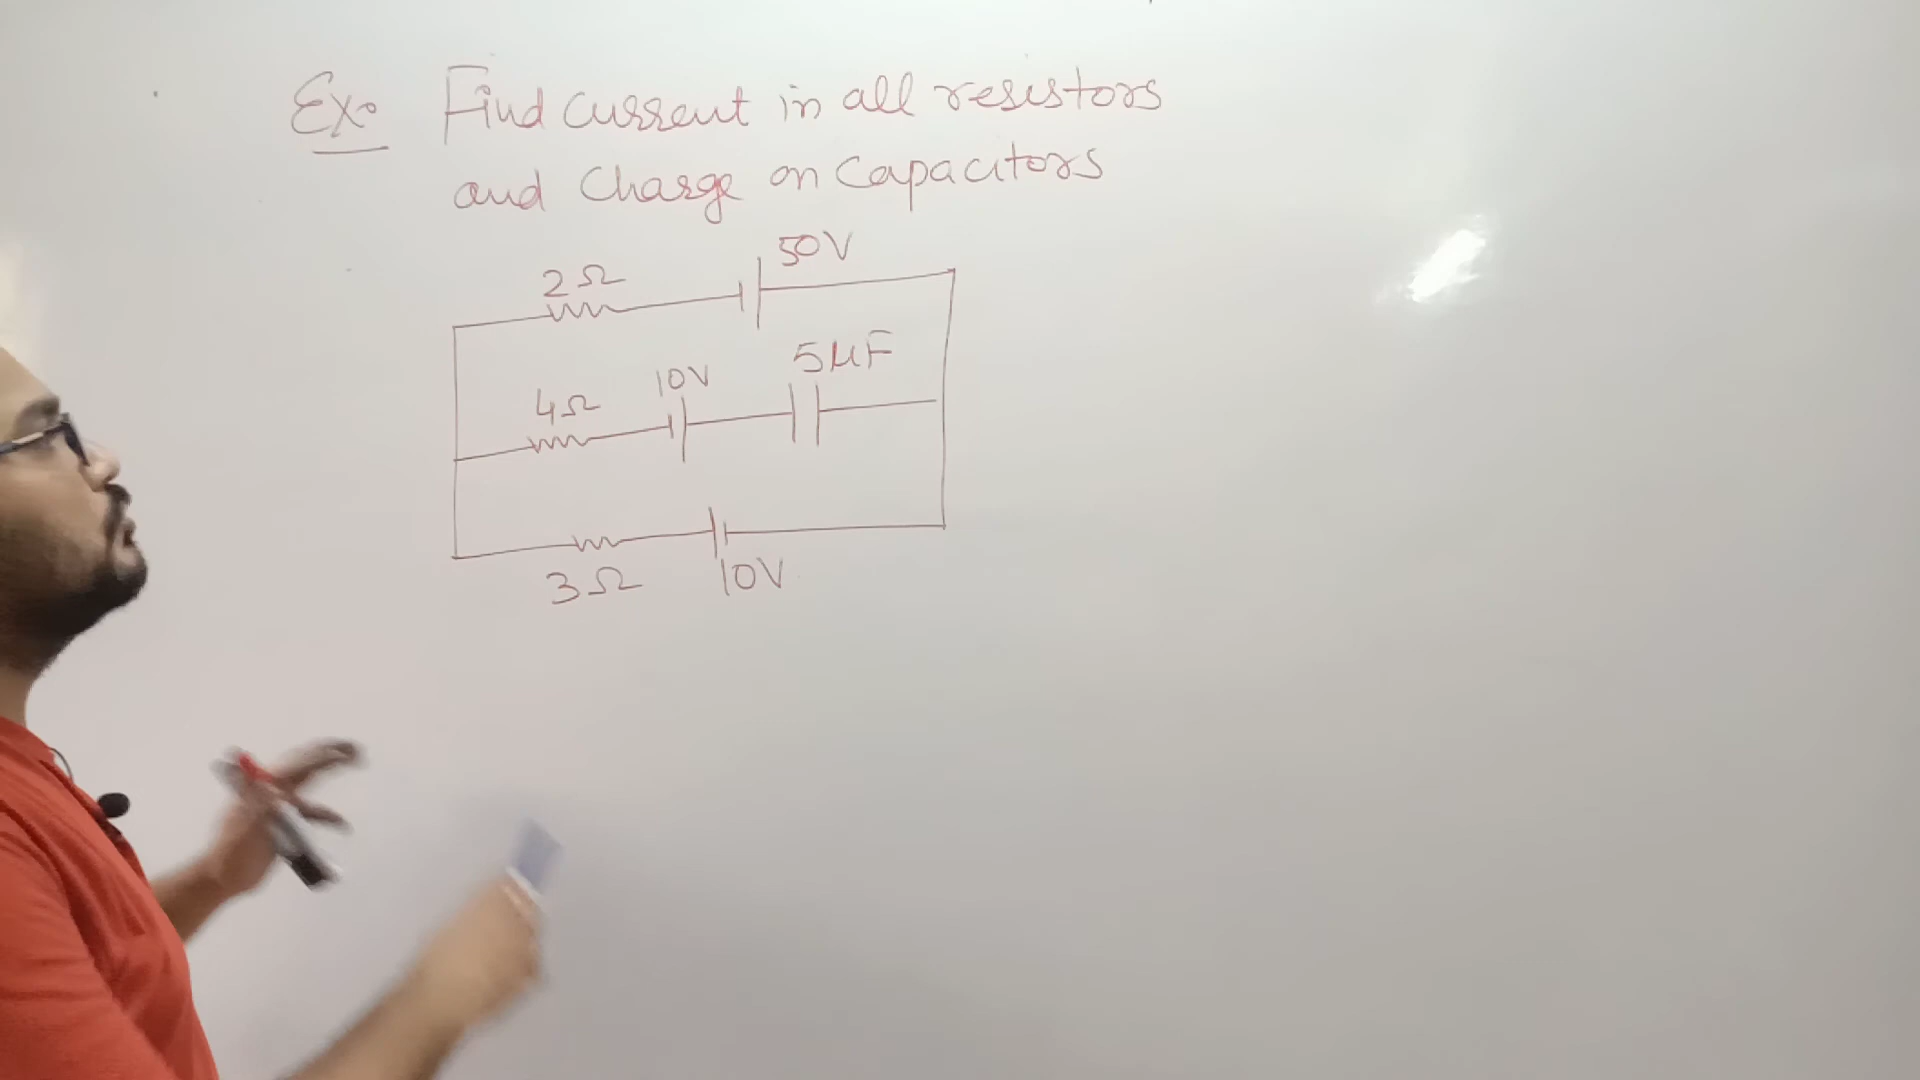 Ex. Find current in all resistors
and Charge on Capacitors
50V
2Ω
5μF
10V
4Ω
3Ω
10V